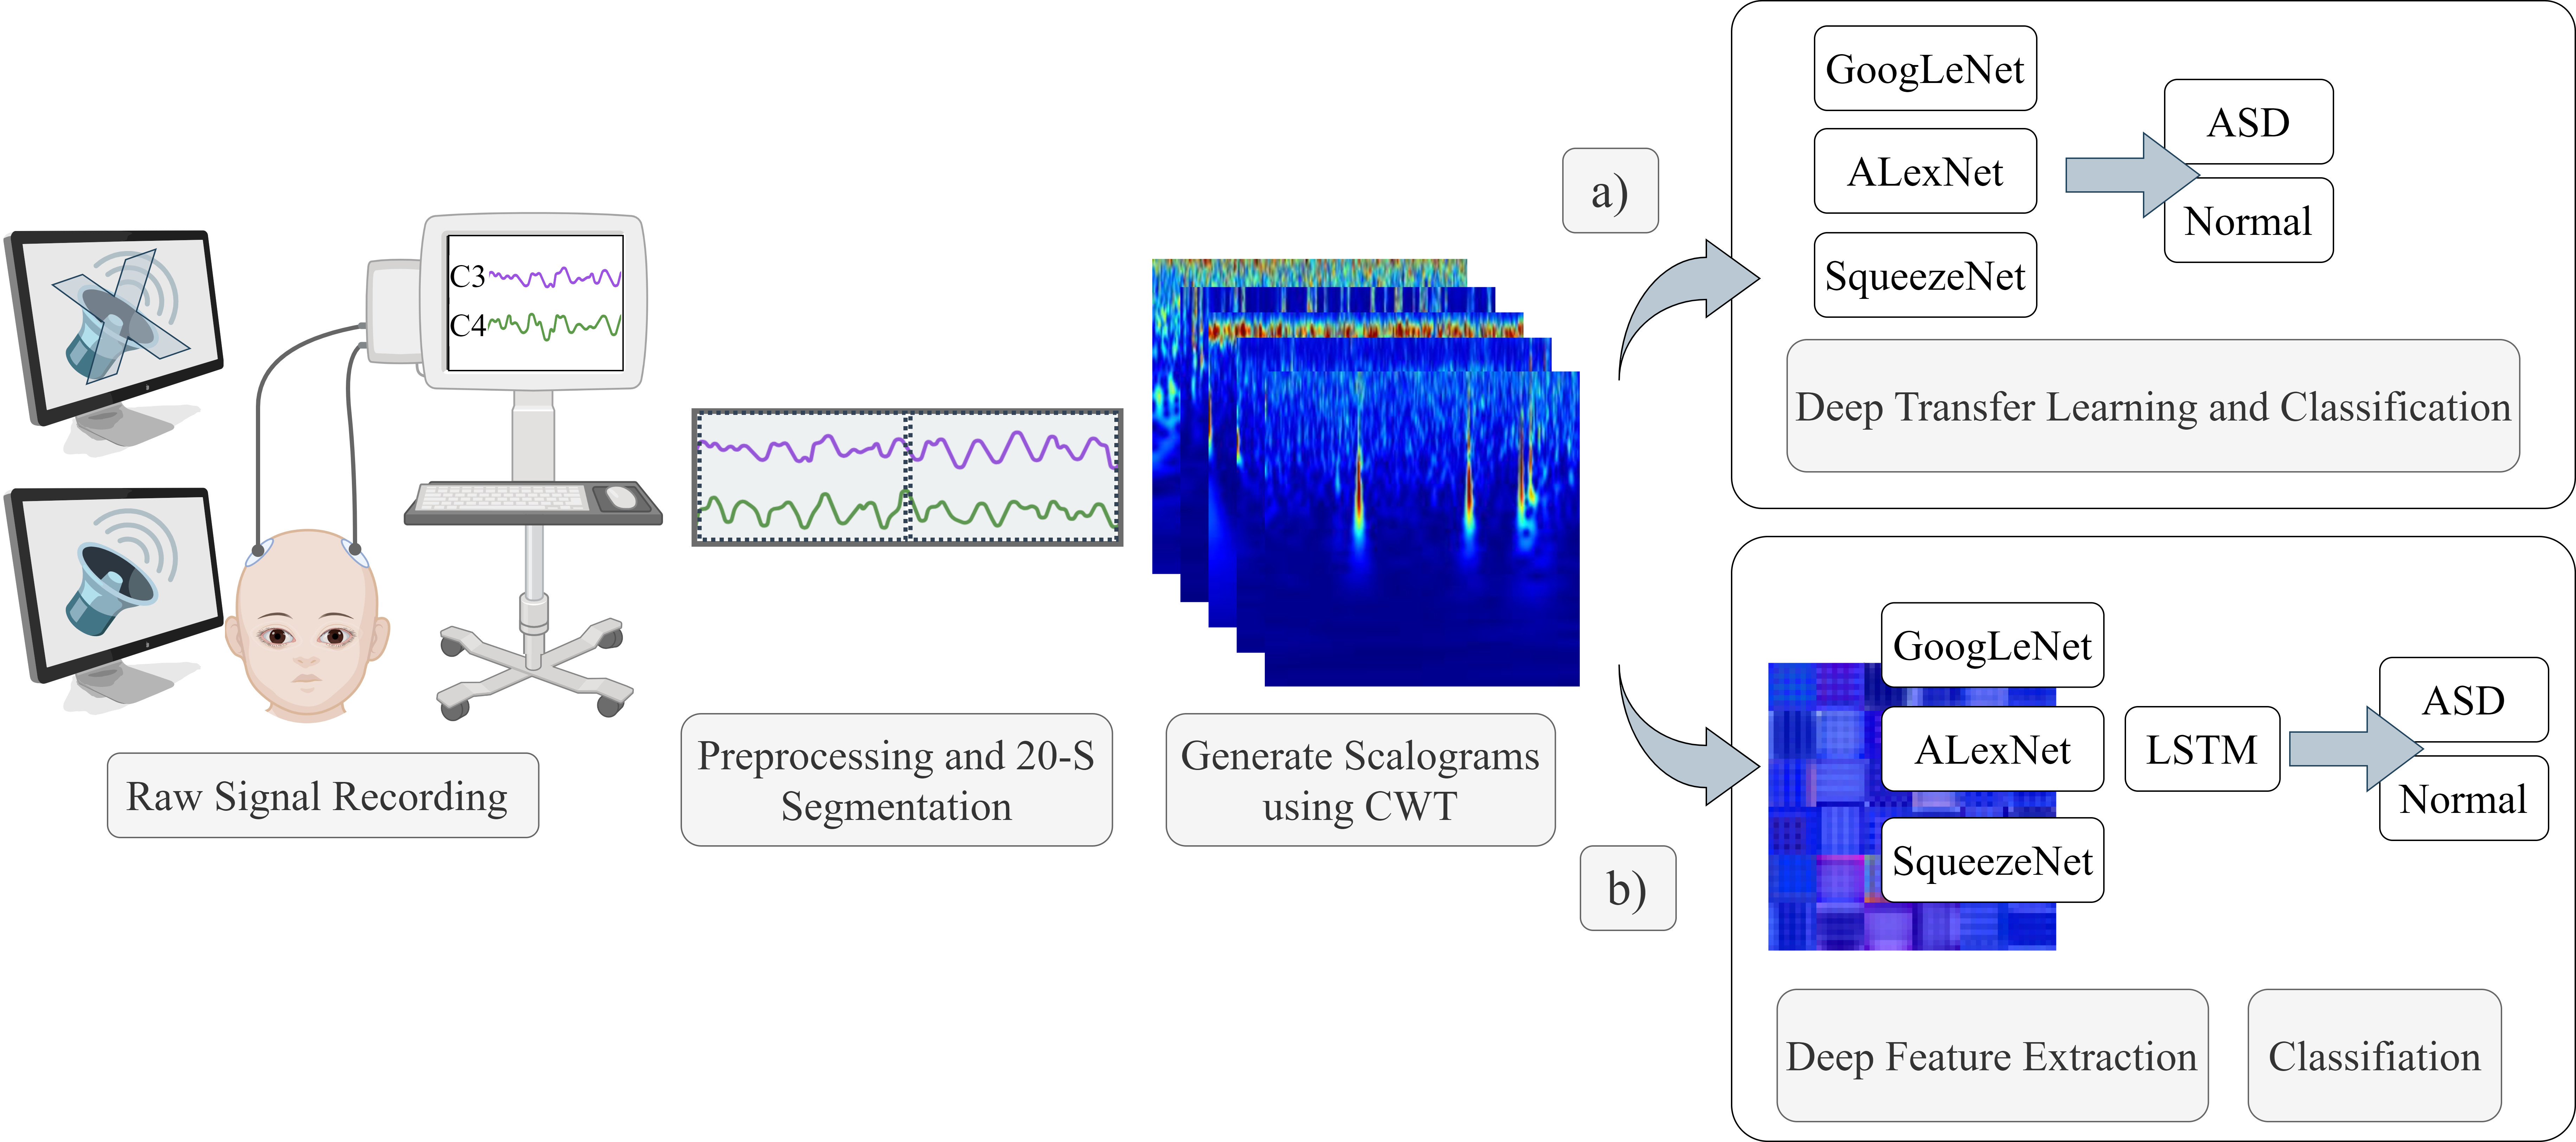 C3
C4
Raw Signal Recording
Preprocessing and 20-S
Segmentation
Generate Scalograms
using CWT
a)
GoogLeNet
ALexNet
SqueezeNet
ASD
Normal
Deep Transfer Learning and Classification
b)
GoogLeNet
ALexNet
SqueezeNet
LSTM
ASD
Normal
Deep Feature Extraction
Classifiation